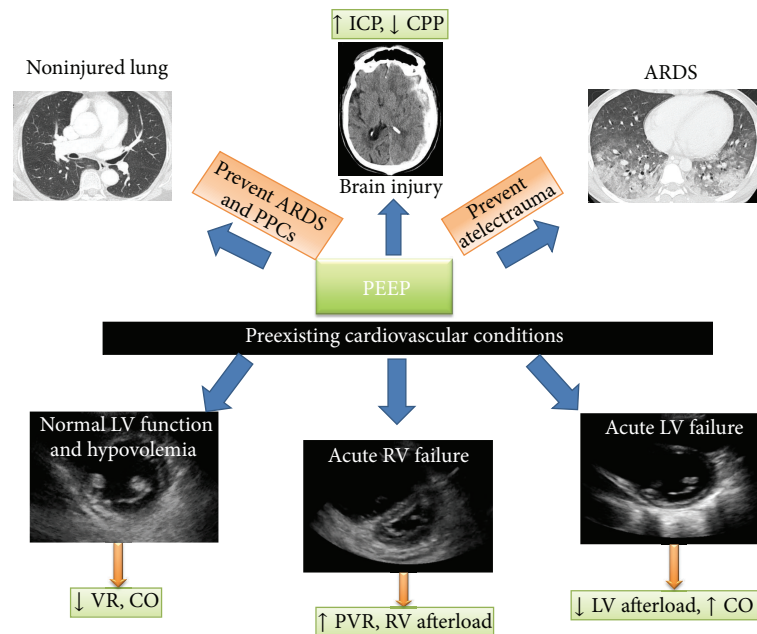 ↑ ICP, ↓ CPP
Noninjured lung
ARDS
Brain injury
Prevent ARDS
and PPCs
Prevent
atelectrauma
PEEP
Preexisting cardiovascular conditions
Normal LV function
and hypovolemia
Acute RV failure
Acute LV failure
↓ VR, CO
↑ PVR, RV afterload
↓ LV afterload, ↑ CO